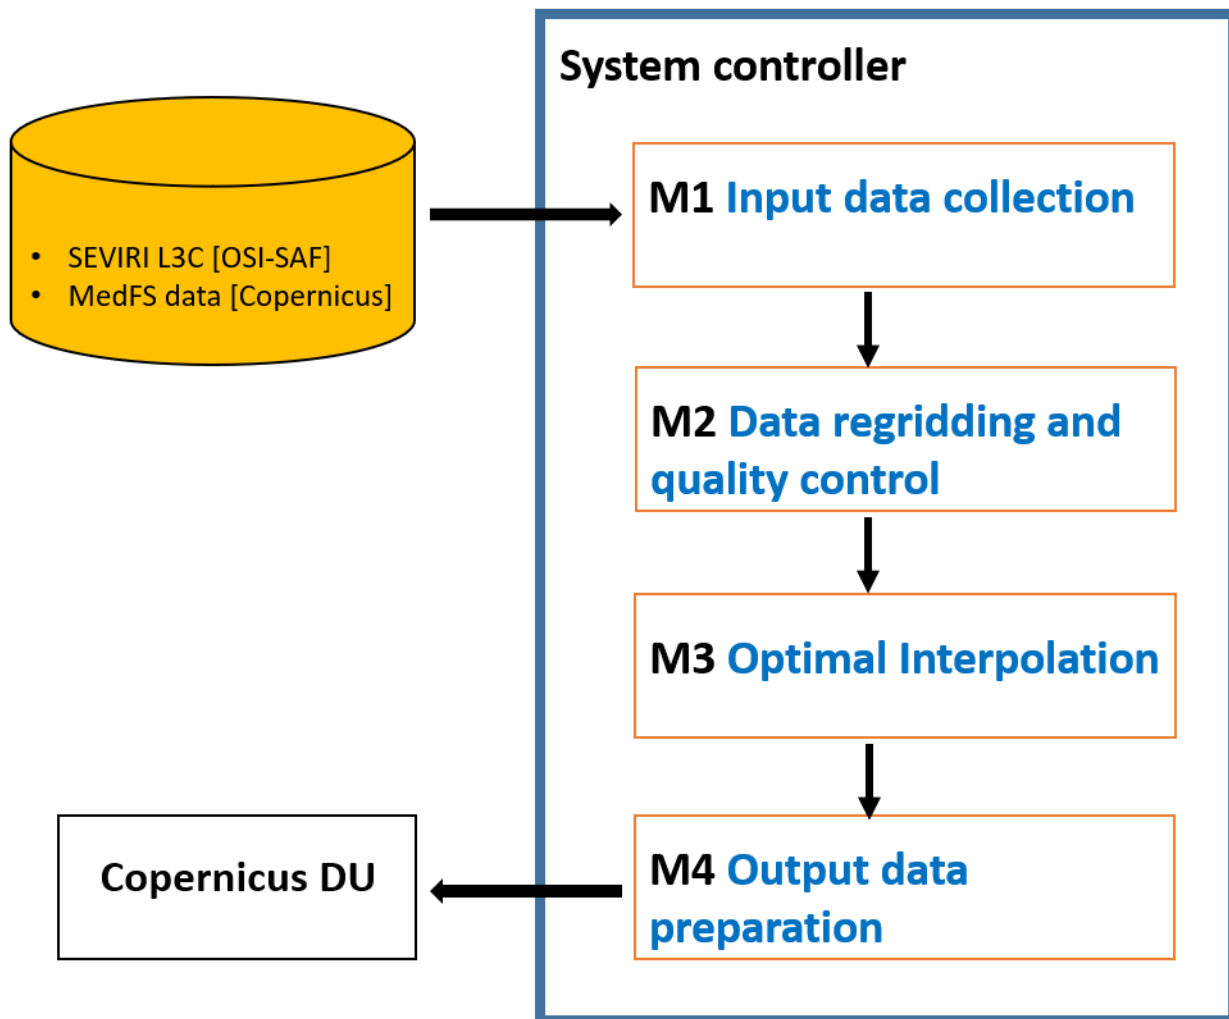 System controller
• SEVIRI L3C [OSI-SAF]
• MedFS data [Copernicus]
M1 Input data collection
M2 Data regridding and
quality control
M3 Optimal Interpolation
M4 Output data
preparation
Copernicus DU